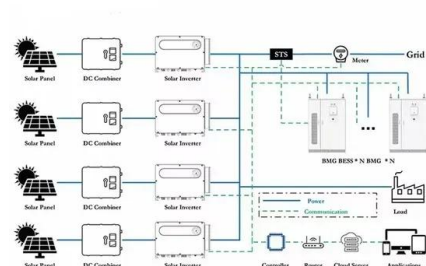 STS
Meter
Grid
Solar Panel
DC Combiner
Solar Inverter
Solar Panel
DC Combiner
Solar Inverter
BMG BESS * N BMG * N
Solar Panel
DC Combiner
Solar Inverter
Power
Communication
Load
Solar Panel
DC Combiner
Solar Inverter
Controller
Cloud Server
Applications